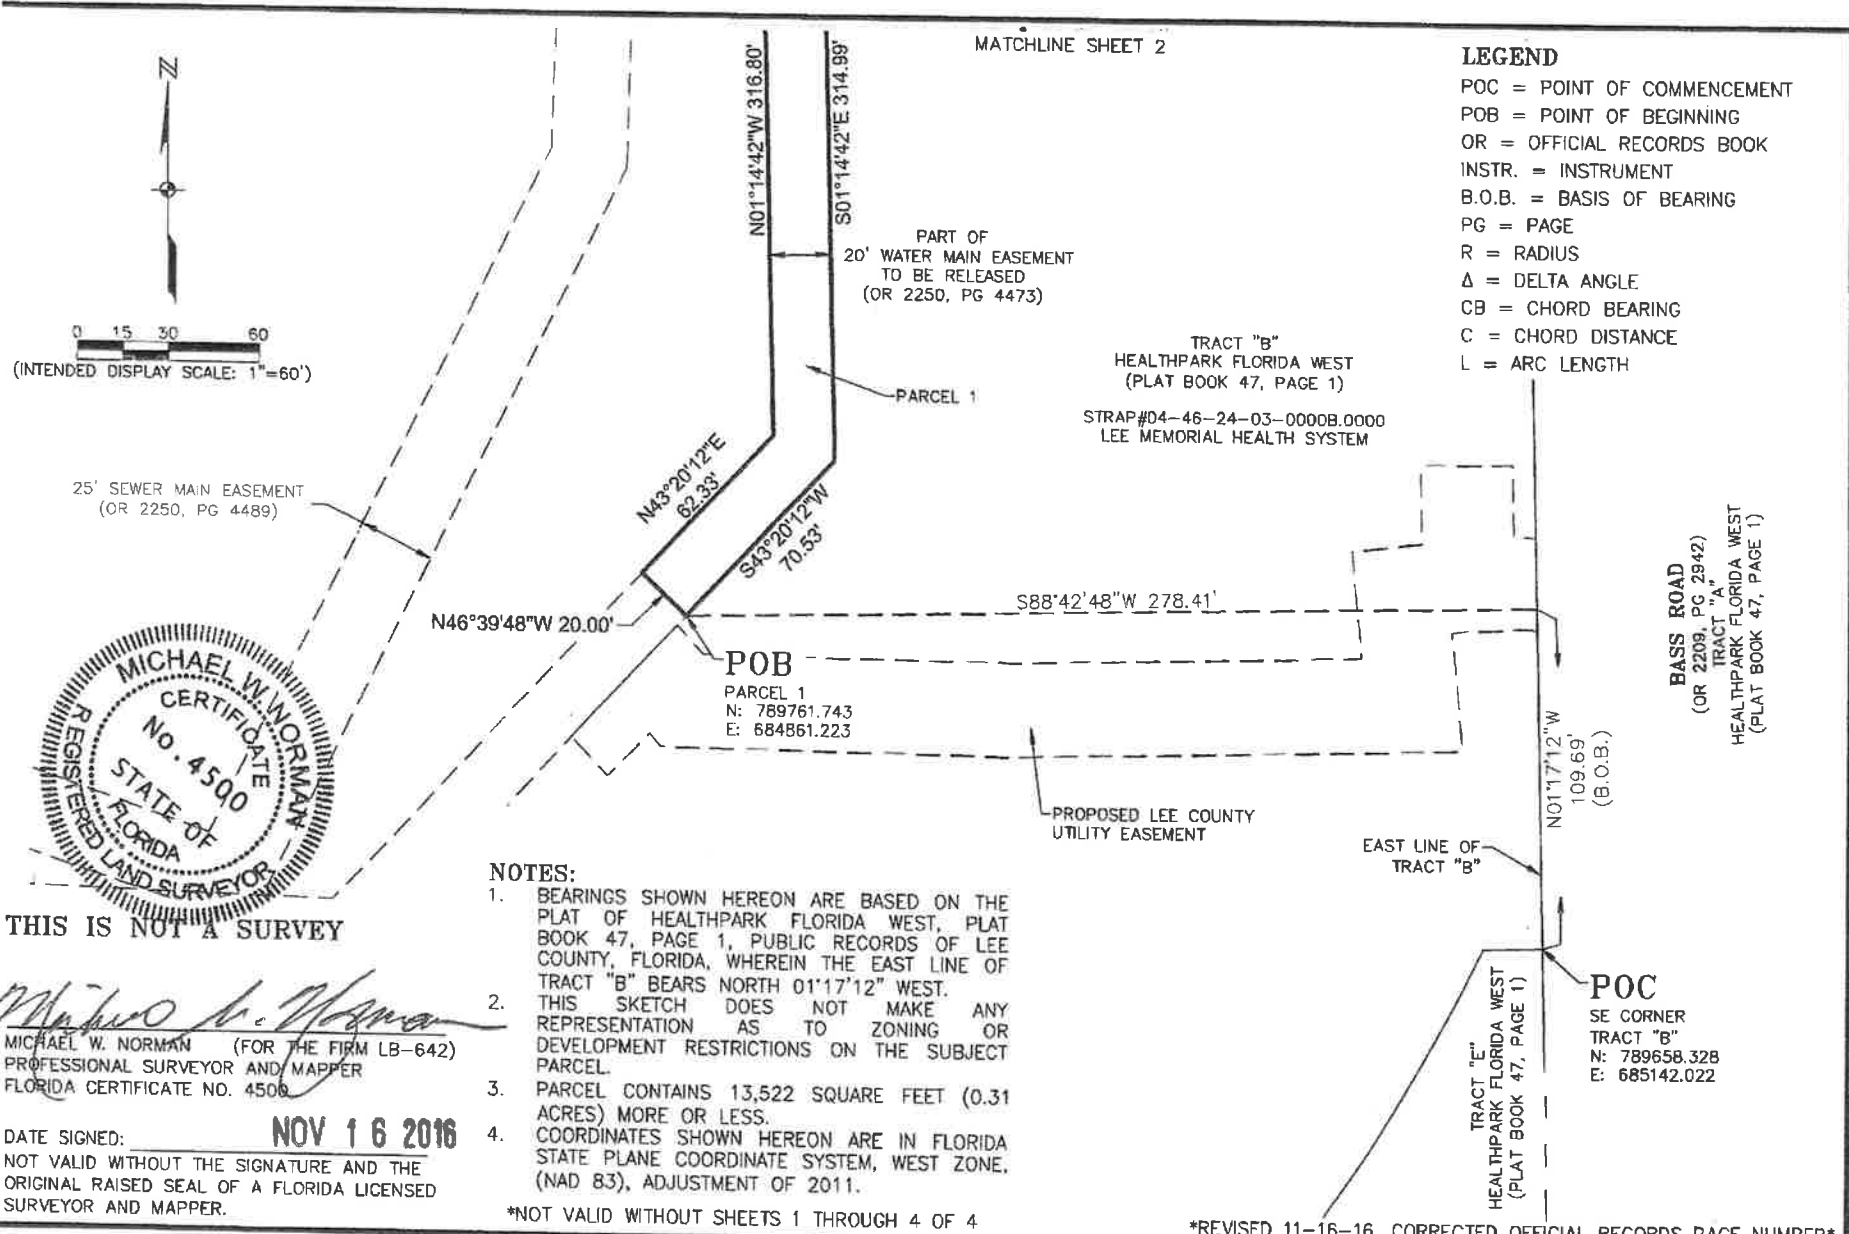 MATCHLINE SHEET 2
LEGEND
POC = POINT OF COMMENCEMENT
POB = POINT OF BEGINNING
OR = OFFICIAL RECORDS BOOK
INSTR. = INSTRUMENT
B.O.B. = BASIS OF BEARING
PG = PAGE
R = RADIUS
Δ = DELTA ANGLE
CB = CHORD BEARING
C = CHORD DISTANCE
L = ARC LENGTH
N
0 15 30 60
(INTENDED DISPLAY SCALE: 1"=60')
N01°14'42"W 316.80'
S01°14'42"E 314.99'
PART OF
20' WATER MAIN EASEMENT
TO BE RELEASED
(OR 2250, PG 4473)
PARCEL 1
TRACT "B"
HEALTHPARK FLORIDA WEST
(PLAT BOOK 47, PAGE 1)
STRAP#04-46-24-03-0000B.0000
LEE MEMORIAL HEALTH SYSTEM
25' SEWER MAIN EASEMENT
(OR 2250, PG 4489)
N43°20'12"E
62.33'
S43°20'12"W
70.53'
N46°39'48"W 20.00'
S88°42'48"W 278.41'
POB
PARCEL 1
N: 789761.743
E: 684861.223
BASS ROAD
(OR 2209, PG 2942)
TRACT "A"
HEALTHPARK FLORIDA WEST
(PLAT BOOK 47, PAGE 1)
N01°17'12"W
109.69'
(B.O.B.)
PROPOSED LEE COUNTY
UTILITY EASEMENT
EAST LINE OF
TRACT "B"
POC
SE CORNER
TRACT "B"
N: 789658.328
E: 685142.022
TRACT "E"
HEALTHPARK FLORIDA WEST
(PLAT BOOK 47, PAGE 1)
MICHAEL W. NORMAN
REGISTERED LAND SURVEYOR
CERTIFICATE
No. 4500
STATE OF
FLORIDA
THIS IS NOT A SURVEY
MICHAEL W. NORMAN (FOR THE FIRM LB-642)
PROFESSIONAL SURVEYOR AND MAPPER
FLORIDA CERTIFICATE NO. 4500
DATE SIGNED: NOV 16 2016
NOT VALID WITHOUT THE SIGNATURE AND THE
ORIGINAL RAISED SEAL OF A FLORIDA LICENSED
SURVEYOR AND MAPPER.
NOTES:
1. BEARINGS SHOWN HEREON ARE BASED ON THE
PLAT OF HEALTHPARK FLORIDA WEST, PLAT
BOOK 47, PAGE 1, PUBLIC RECORDS OF LEE
COUNTY, FLORIDA, WHEREIN THE EAST LINE OF
TRACT "B" BEARS NORTH 01°17'12" WEST.
2. THIS SKETCH DOES NOT MAKE ANY
REPRESENTATION AS TO ZONING OR
DEVELOPMENT RESTRICTIONS ON THE SUBJECT
PARCEL.
3. PARCEL CONTAINS 13,522 SQUARE FEET (0.31
ACRES) MORE OR LESS.
4. COORDINATES SHOWN HEREON ARE IN FLORIDA
STATE PLANE COORDINATE SYSTEM, WEST ZONE,
(NAD 83), ADJUSTMENT OF 2011.
*NOT VALID WITHOUT SHEETS 1 THROUGH 4 OF 4
*REVISED 11-16-16 CORRECTED OFFICIAL RECORDS PAGE NUMBER*